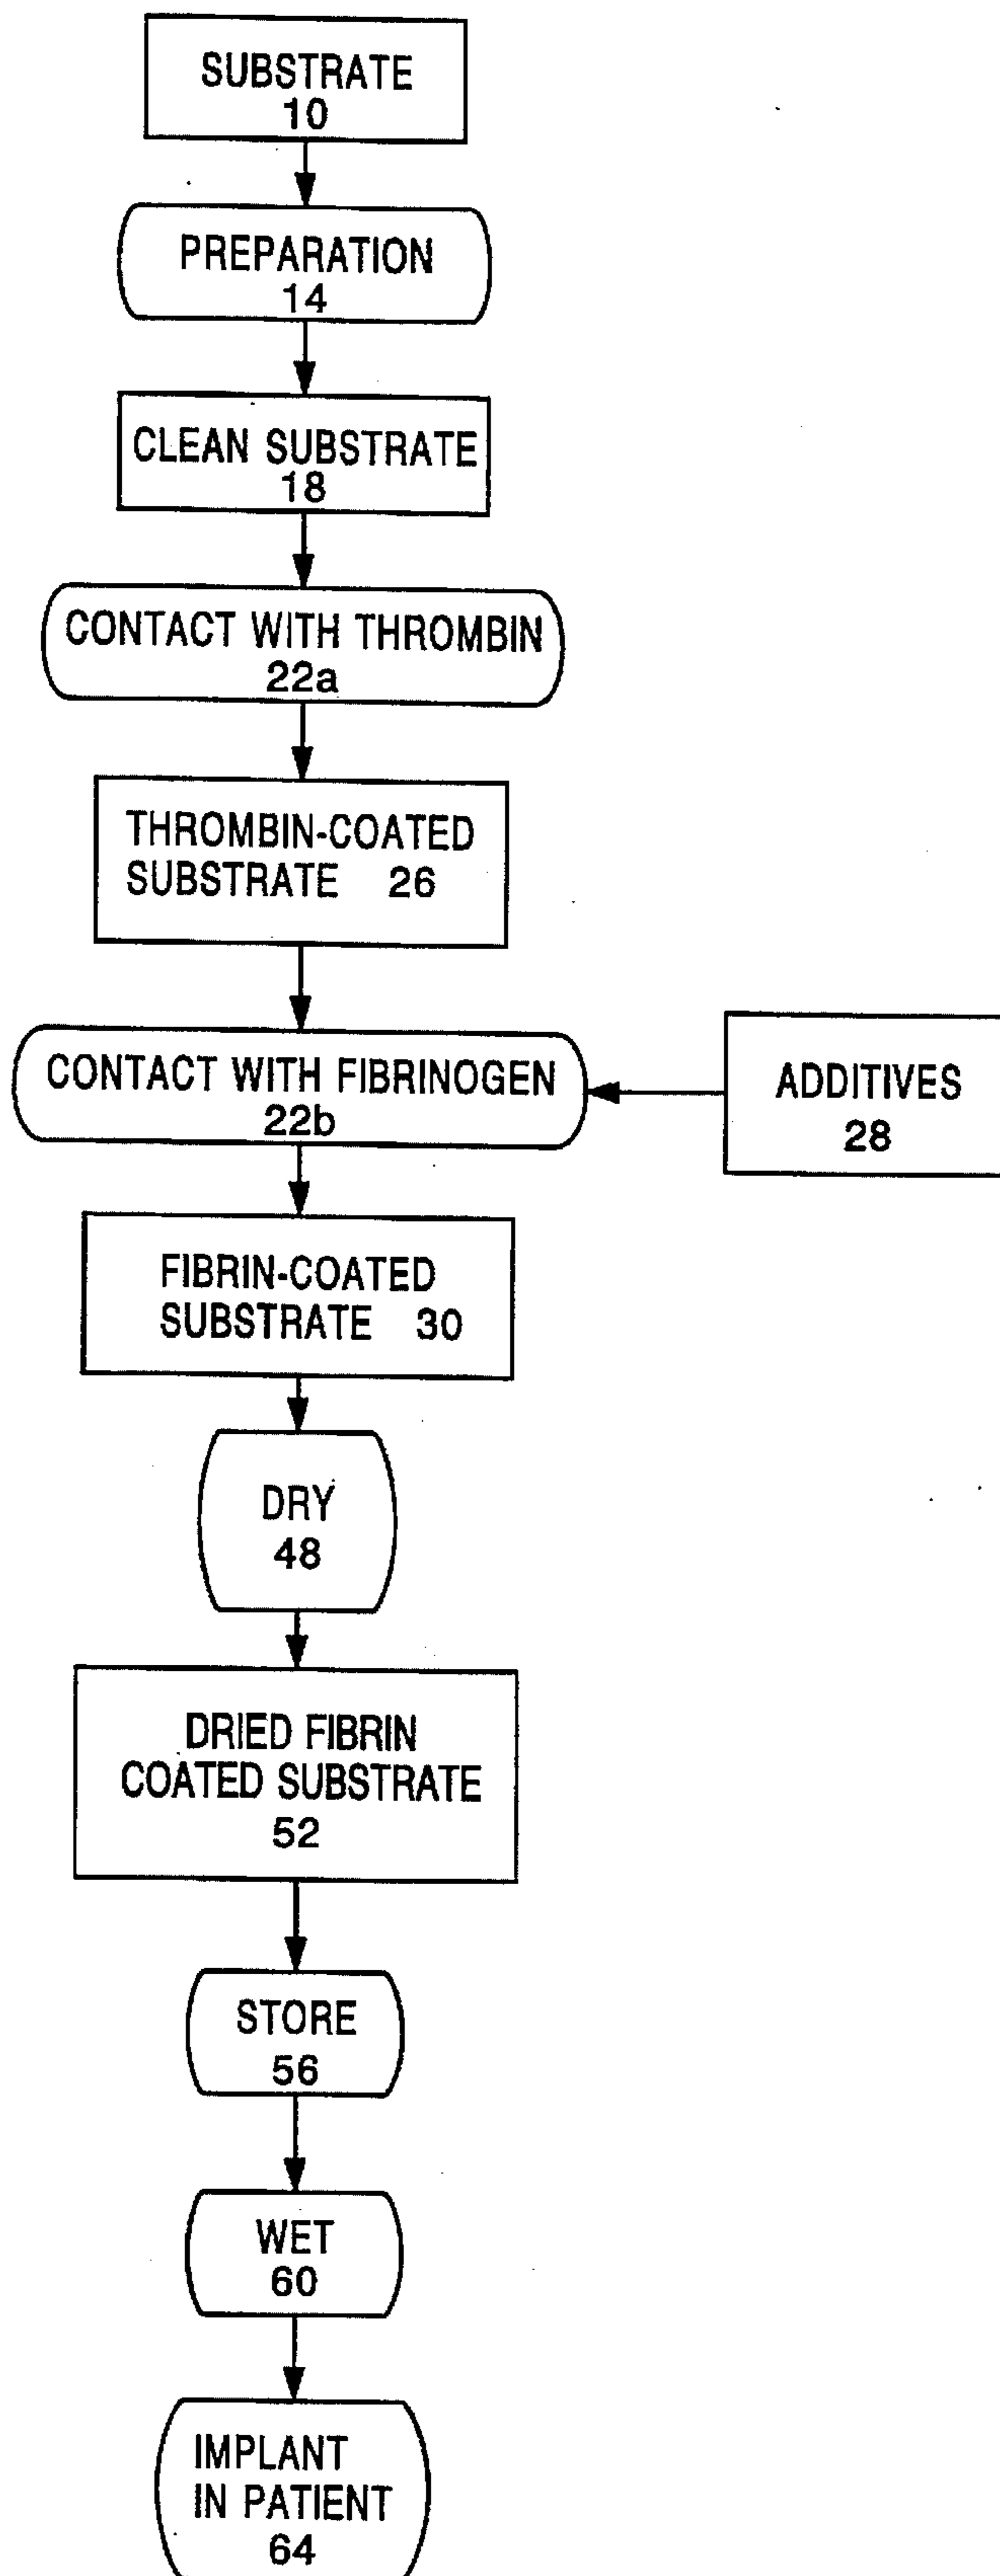 SUBSTRATE
10
PREPARATION
14
CLEAN SUBSTRATE
18
CONTACT WITH THROMBIN
22a
THROMBIN-COATED
SUBSTRATE 26
CONTACT WITH FIBRINOGEN
22b
ADDITIVES
28
FIBRIN-COATED
SUBSTRATE 30
DRY
48
DRIED FIBRIN
COATED SUBSTRATE
52
STORE
56
WET
60
IMPLANT
IN PATIENT
64